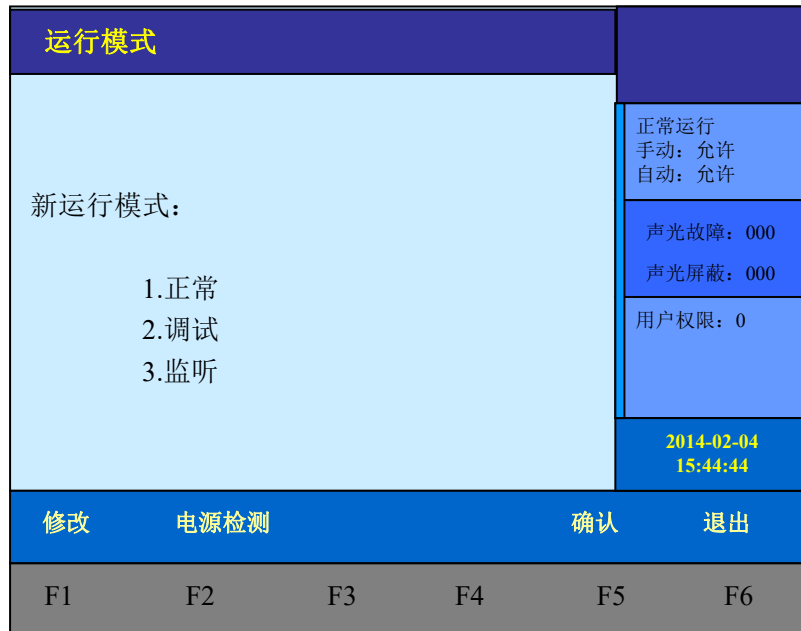 运行模式
正常运行
手动：允许
自动：允许
新运行模式：
声光故障：000
声光屏蔽：000
1.正常
2.调试
3.监听
用户权限：0
2014-02-04
15:44:44
修改 电源检测 确认 退出
F1 F2 F3 F4 F5 F6